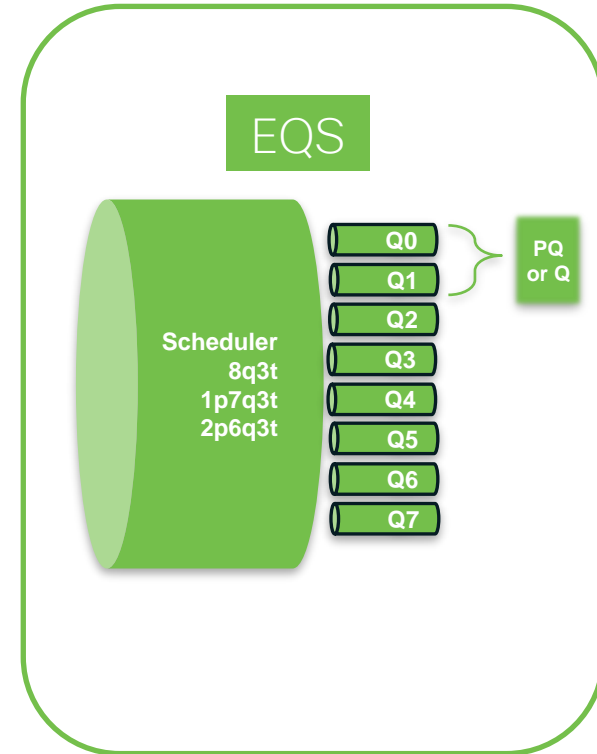 EQS
Scheduler
8q3t
1p7q3t
2p6q3t
Q0
Q1
Q2
Q3
Q4
Q5
Q6
Q7
PQ
or Q